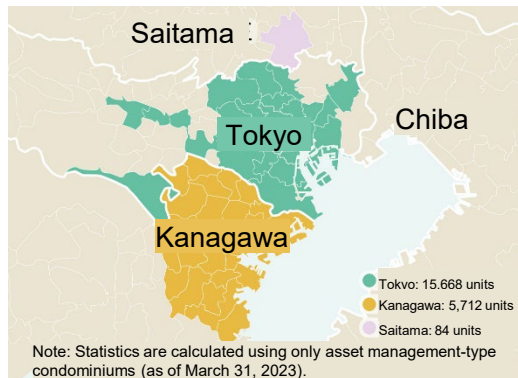 Saitama :
Tokyo
Chiba
Kanagawa
Tokvo: 15.668 units
Kanagawa: 5,712 units
Saitama: 84 units
Note: Statistics are calculated using only asset management-type
condominiums (as of March 31, 2023).